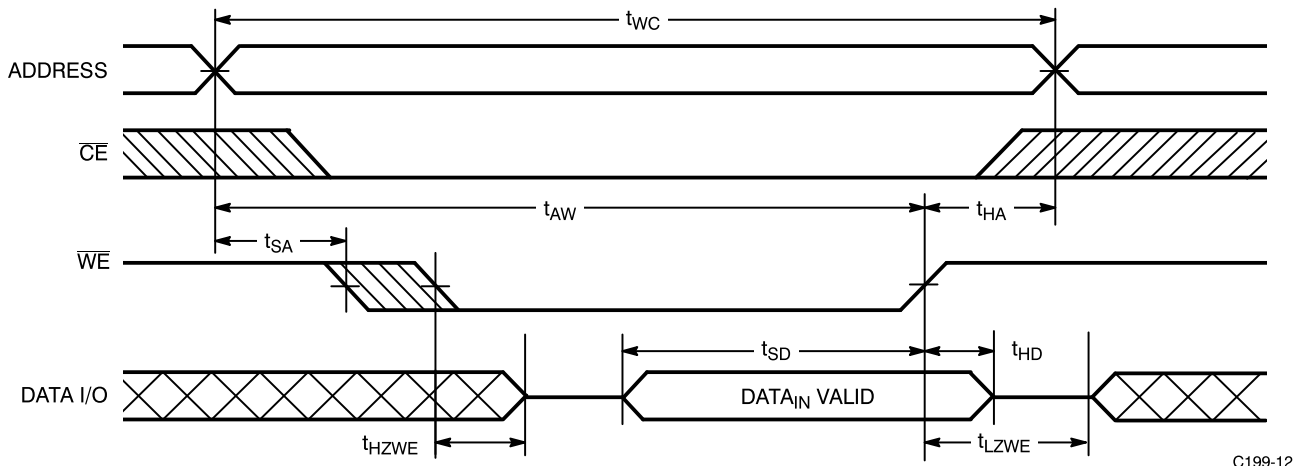 tWC
ADDRESS
CE
tAW
tHA
tSA
WE
tSD
tHD
DATA I/O
DATAIN VALID
tHZWE
tLZWE
C199-12